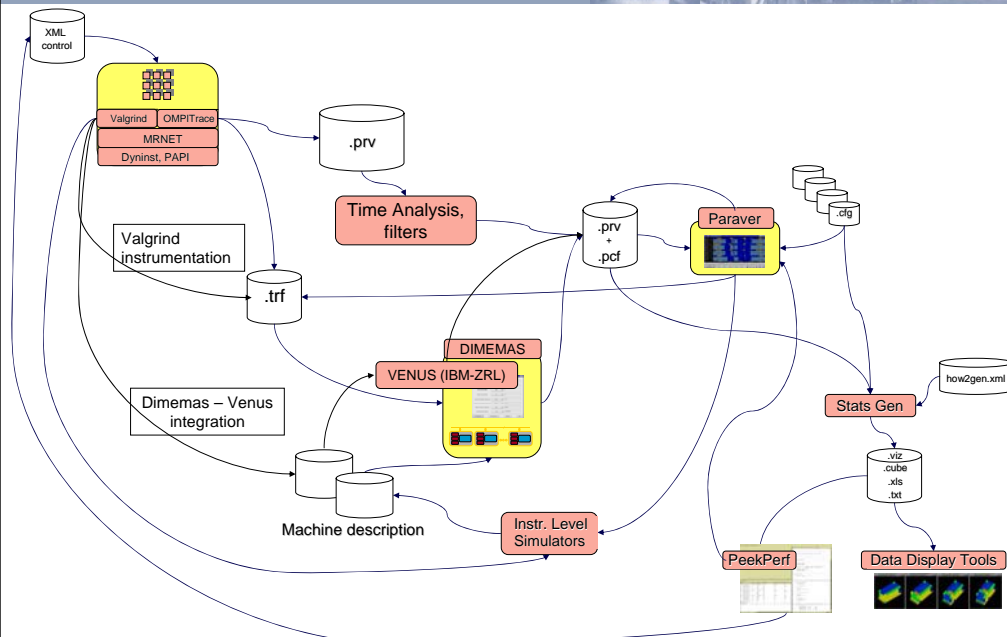 XML
control
Valgrind
OMPITrace
MRNET
Dyninst, PAPI
.prv
Time Analysis,
filters
.prv
+
.pcf
Paraver
.cfg
Valgrind
instrumentation
.trf
DIMEMAS
VENUS (IBM-ZRL)
how2gen.xml
Stats Gen
Dimemas – Venus
integration
.viz
.cube
.xls
.txt
Machine description
Instr. Level
Simulators
PeekPerf
Data Display Tools